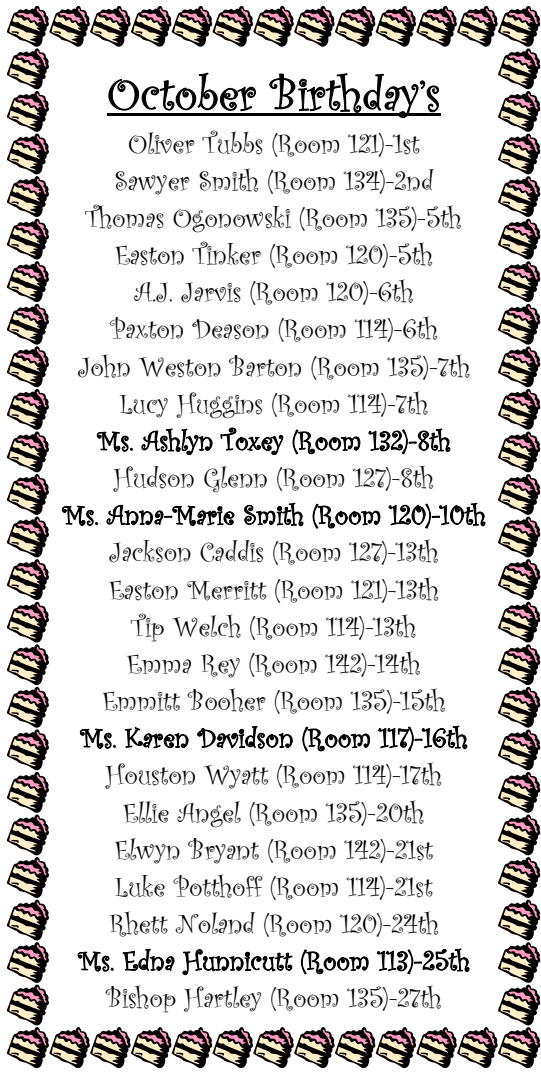 October Birthday's
Oliver Tubbs (Room 121)-1st
Sawyer Smith (Room 134)-2nd
Thomas Ogonowski (Room 135)-5th
Easton Tinker (Room 120)-5th
A.J. Jarvis (Room 120)-6th
Paxton Deason (Room 114)-6th
John Weston Barton (Room 135)-7th
Lucy Huggins (Room 114)-7th
Ms. Ashlyn Toxey (Room 132)-8th
Hudson Glenn (Room 127)-8th
Ms. Anna-Marie Smith (Room 120)-10th
Jackson Caddis (Room 127)-13th
Easton Merritt (Room 121)-13th
Tip Welch (Room 114)-13th
Emma Rey (Room 142)-14th
Emmitt Booher (Room 135)-15th
Ms. Karen Davidson (Room 117)-16th
Houston Wyatt (Room 114)-17th
Ellie Angel (Room 135)-20th
Elwyn Bryant (Room 142)-21st
Luke Potthoff (Room 114)-21st
Rhett Noland (Room 120)-24th
Ms. Edna Hunnicutt (Room 113)-25th
Bishop Hartley (Room 135)-27th